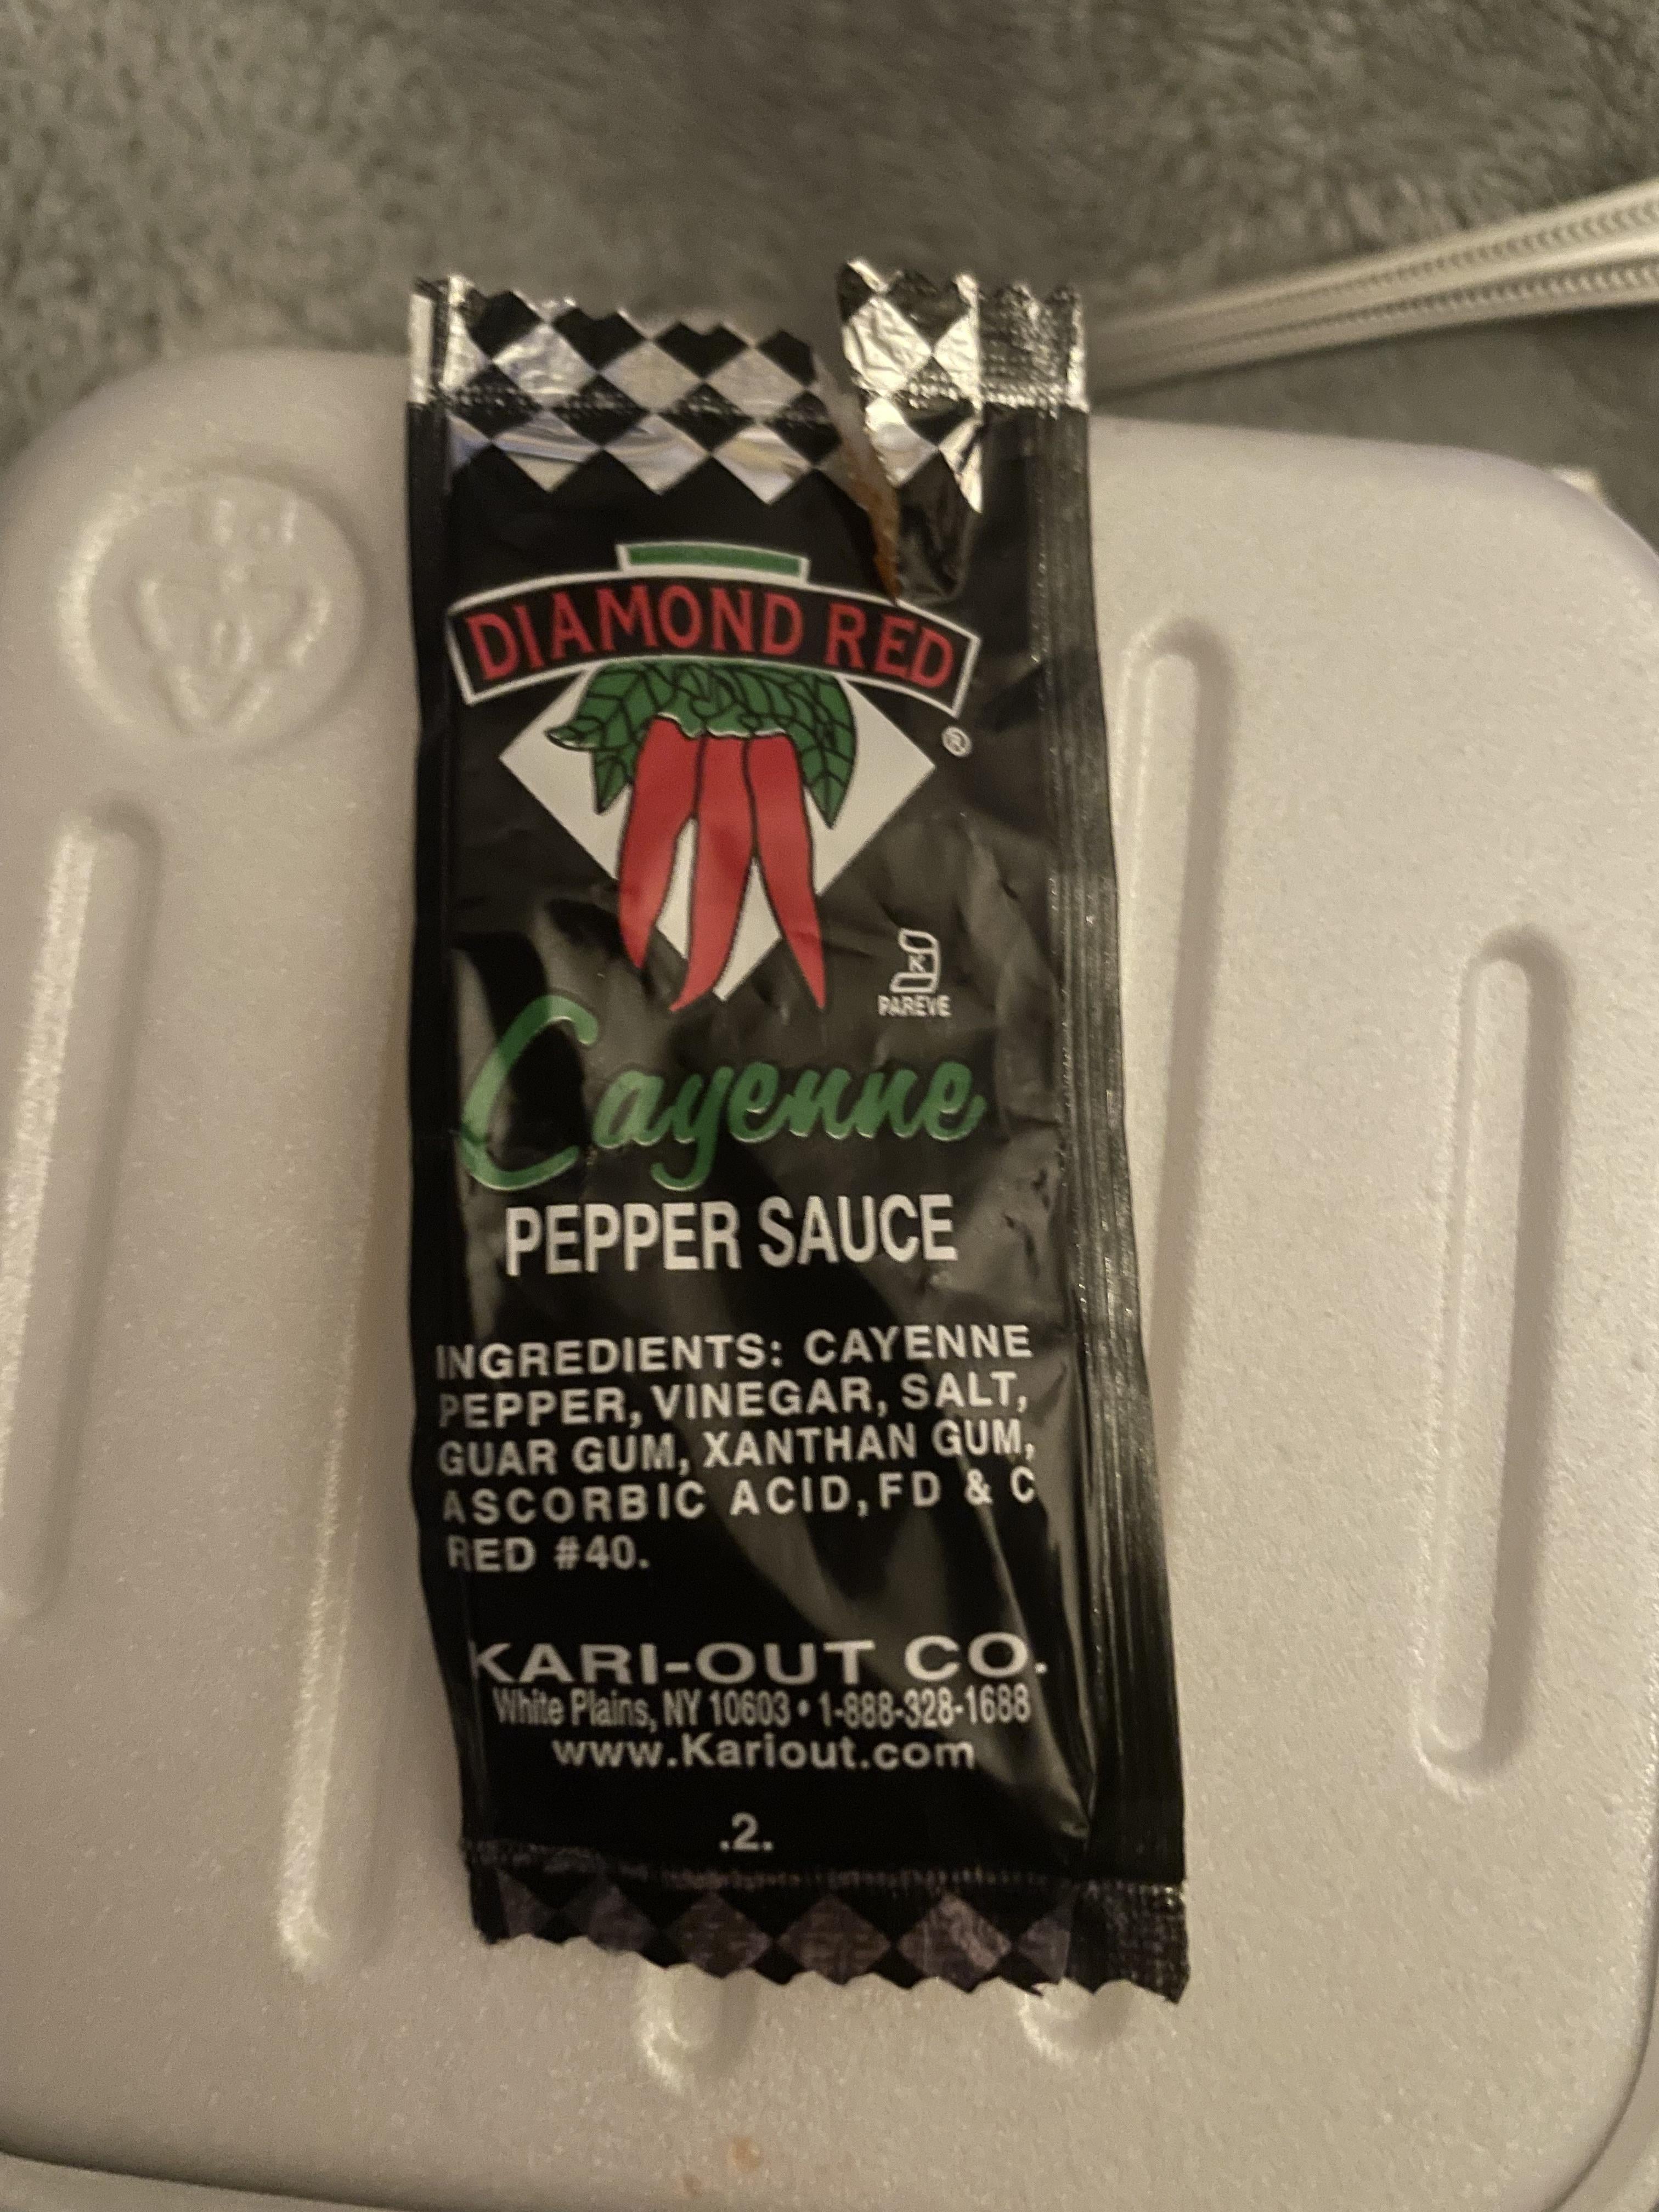 DIAMOND RED
®
K
PAREVE
Cayenne
PEPPER SAUCE
INGREDIENTS: CAYENNE
PEPPER, VINEGAR, SALT,
GUAR GUM, XANTHAN GUM,
ASCORBIC ACID, FD & C
RED #40.
KARI-OUT CO.
White Plains, NY 10603 • 1-888-328-1688
www.Kariout.com
.2.